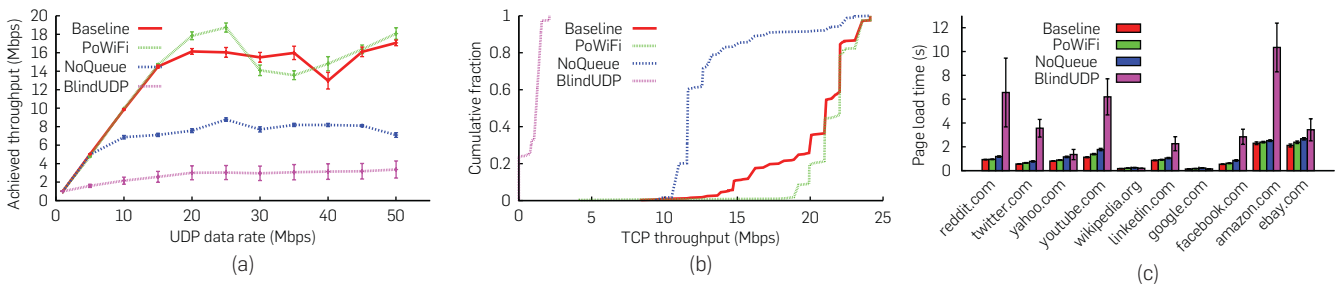 Achieved throughput (Mbps)
20
18
16
14
12
10
8
6
4
2
0
Baseline
PoWiFi
NoQueue
BlindUDP
0
10
20
30
40
50
UDP data rate (Mbps)
(a)
Cumulative fraction
1
0.8
0.6
0.4
0.2
0
Baseline
PoWiFi
NoQueue
BlindUDP
0
5
10
15
20
25
TCP throughput (Mbps)
(b)
Page load time (s)
12
10
8
6
4
2
0
Baseline
PoWiFi
NoQueue
BlindUDP
reddit.com
twitter.com
yahoo.com
youtube.com
wikipedia.org
linkedin.com
google.com
facebook.com
amazon.com
ebay.com
(c)